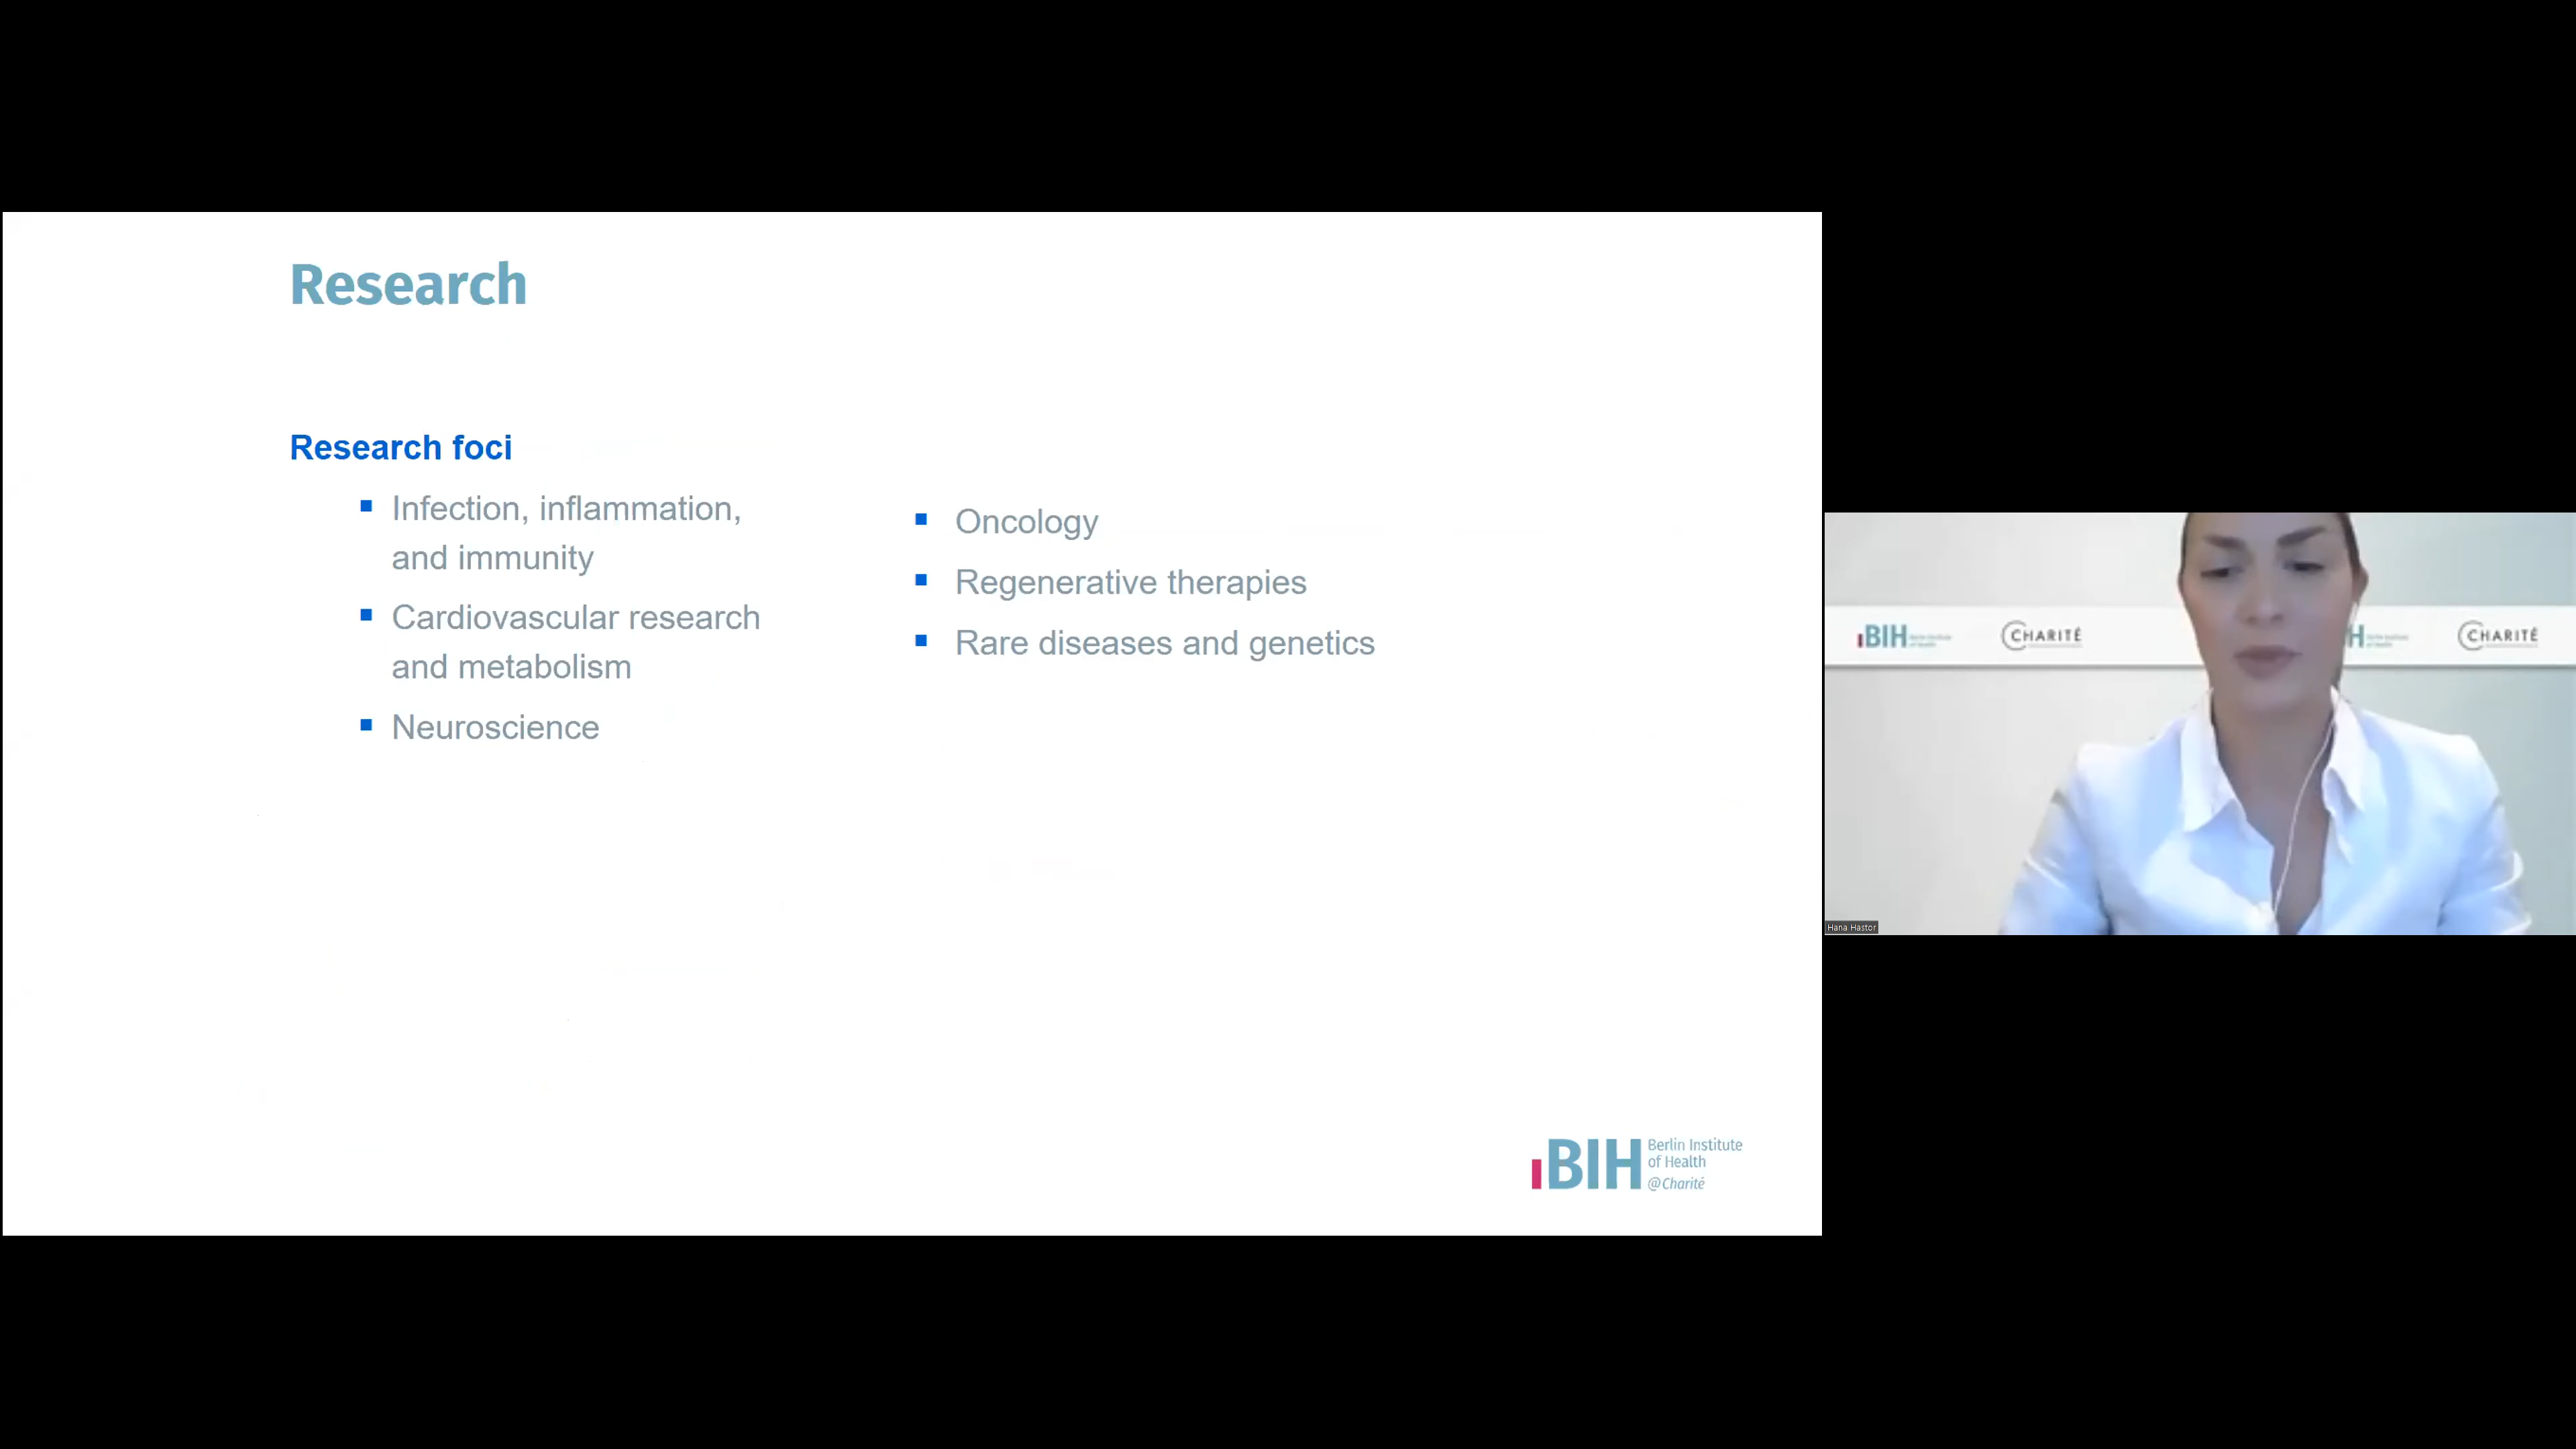 Research
Research foci
Infection, inflammation,
and immunity
Cardiovascular research
and metabolism
Neuroscience
Oncology
Regenerative therapies
Rare diseases and genetics
BIH
Berlin Institute
of Health
@Charité
BIH
CHARITÉ
H
CHARITÉ
Hana Hastor